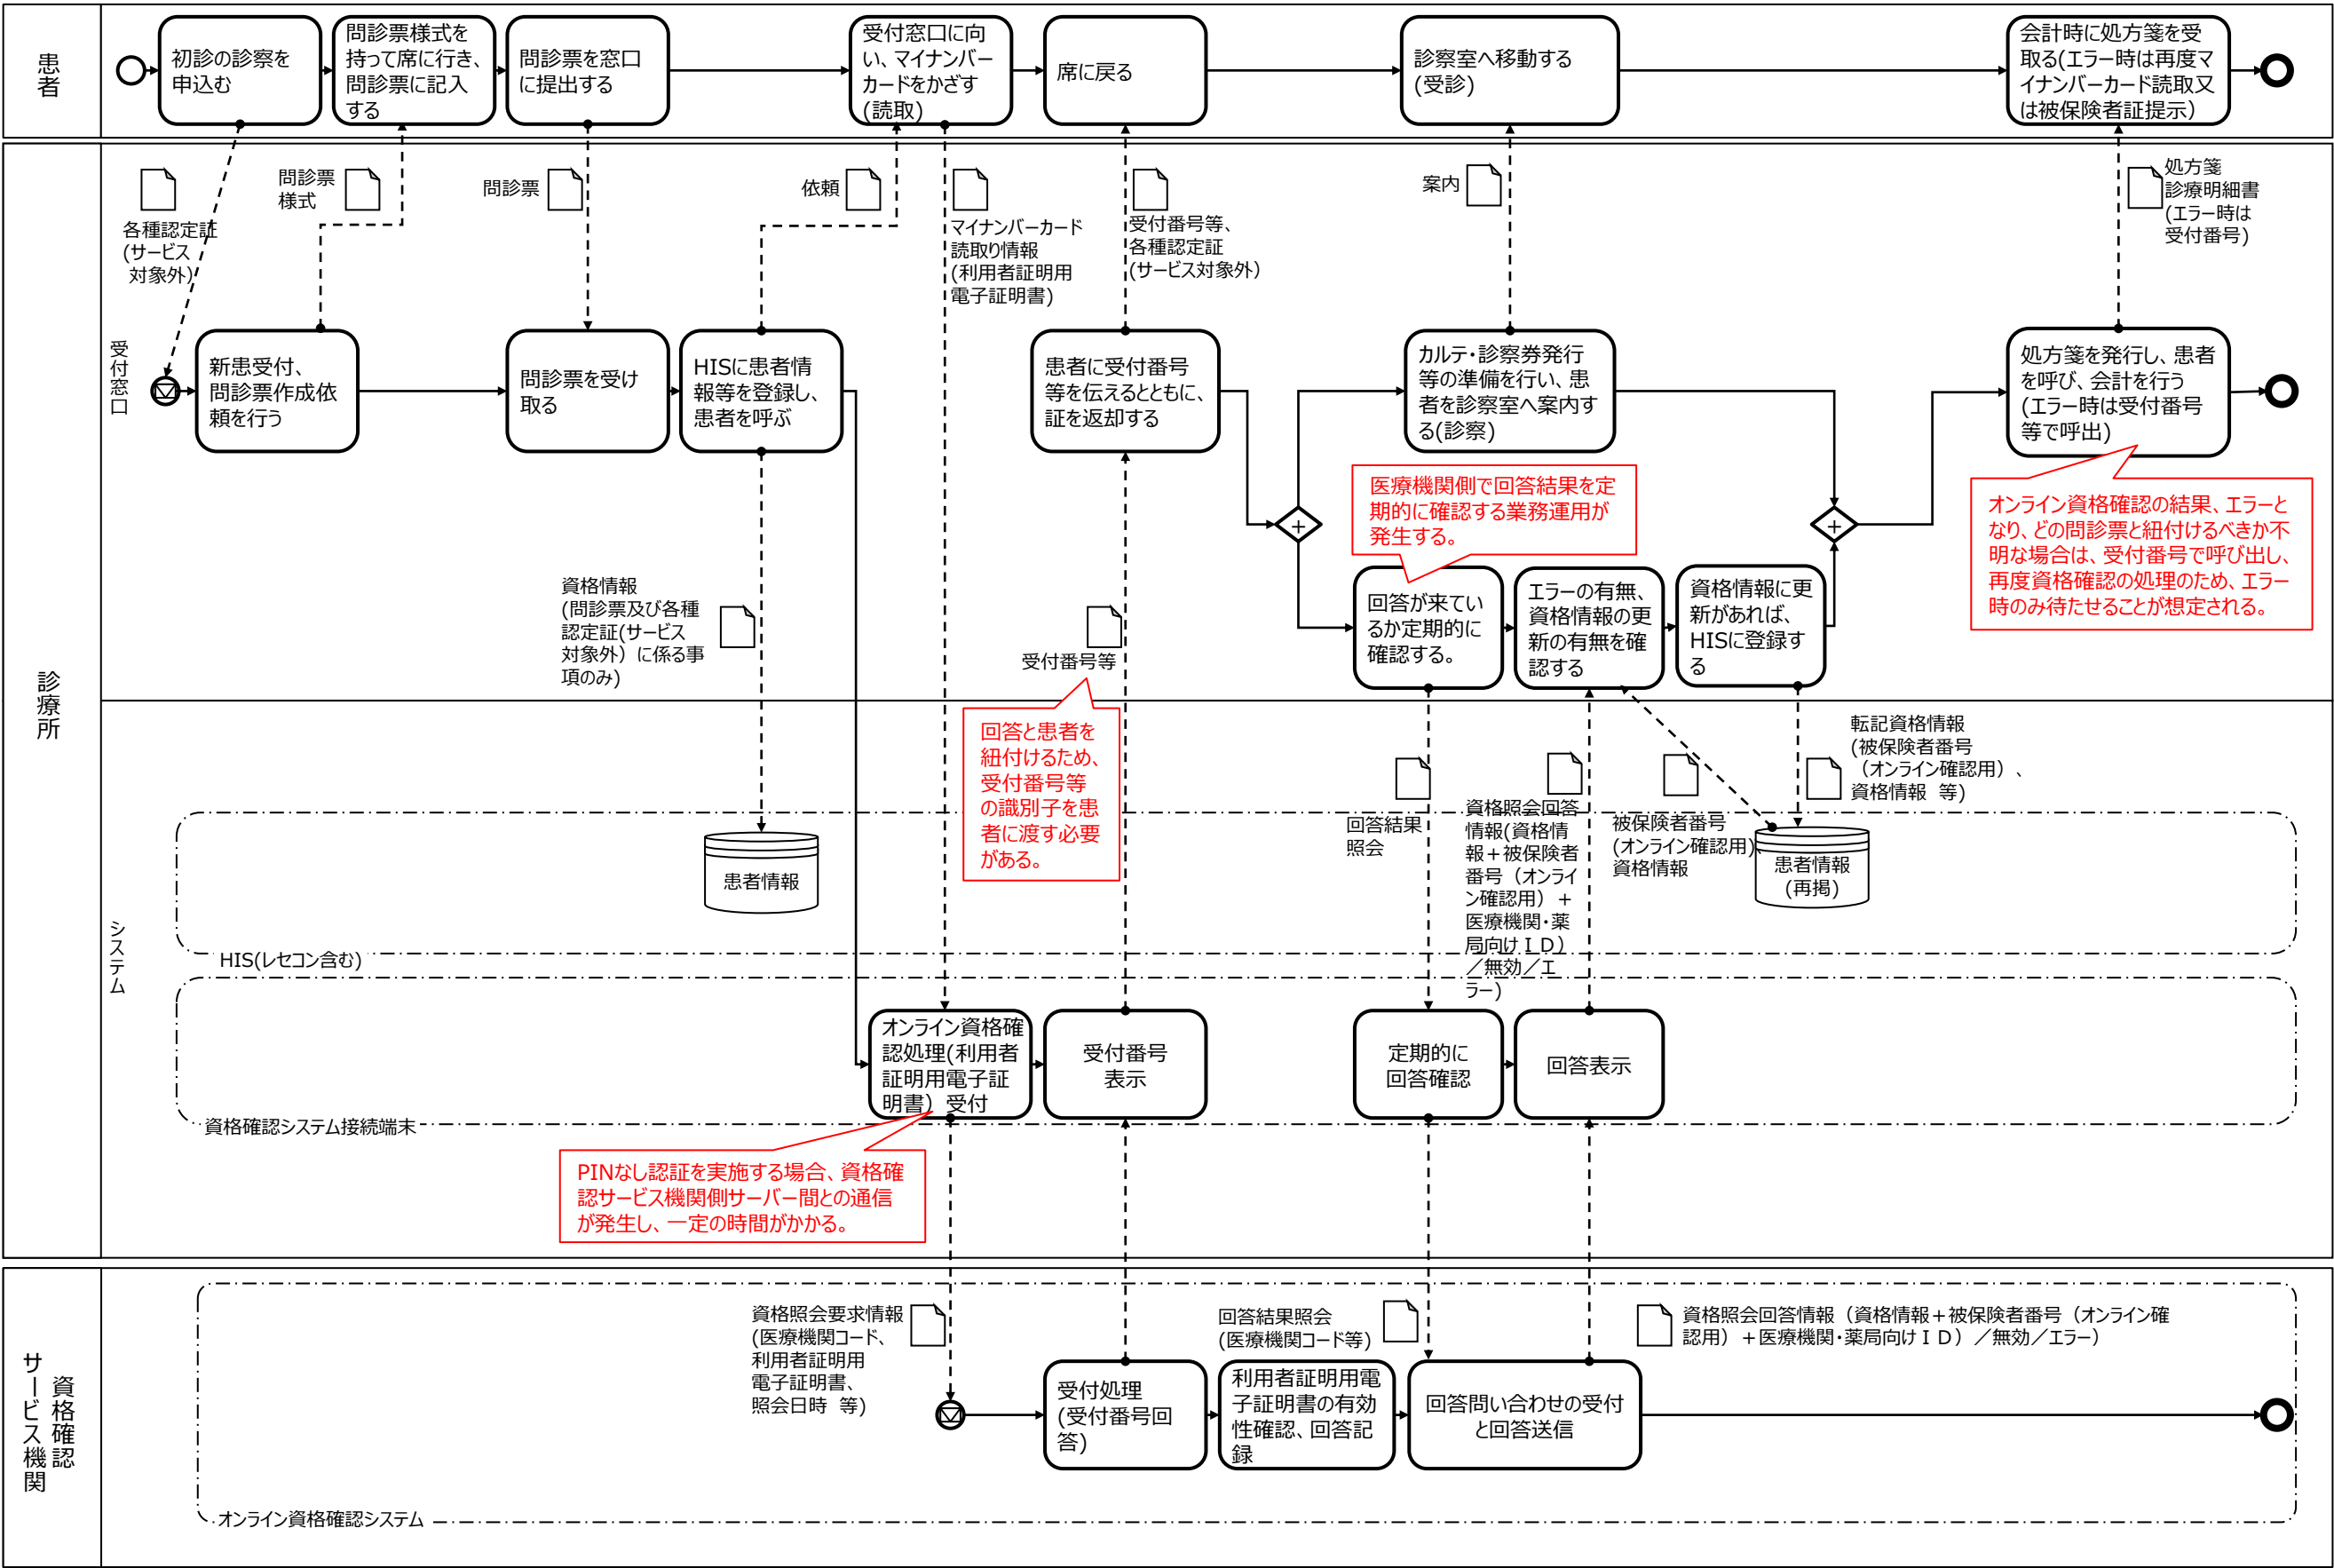 患者
初診の診察を
申込む
問診票様式を
持って席に行き、
問診票に記入
する
問診票を窓口
に提出する
受付窓口に向
い、マイナンバー
カードをかざす
(読取)
席に戻る
診察室へ移動する
(受診)
会計時に処方箋を受
取る(エラー時は再度マ
イナンバーカード読取又
は被保険者証提示）
診療所
受付窓口
各種認定証
(サービス
対象外)
問診票
様式
問診票
依頼
マイナンバーカード
読取り情報
(利用者証明用
電子証明書)
受付番号等、
各種認定証
(サービス対象外）
案内
処方箋
診療明細書
(エラー時は
受付番号)
新患受付、
問診票作成依
頼を行う
問診票を受け
取る
HISに患者情
報等を登録し、
患者を呼ぶ
患者に受付番号
等を伝えるとともに、
証を返却する
カルテ・診察券発行
等の準備を行い、患
者を診察室へ案内す
る(診察)
処方箋を発行し、患者
を呼び、会計を行う
(エラー時は受付番号
等で呼出)
医療機関側で回答結果を定
期的に確認する業務運用が
発生する。
オンライン資格確認の結果、エラーと
なり、どの問診票と紐付けるべきか不
明な場合は、受付番号で呼び出し、
再度資格確認の処理のため、エラー
時のみ待たせることが想定される。
+
+
資格情報
(問診票及び各種
認定証(サービス
対象外）に係る事
項のみ)
受付番号等
回答が来てい
るか定期的に
確認する。
エラーの有無、
資格情報の更
新の有無を確
認する
資格情報に更
新があれば、
HISに登録す
る
システム
回答と患者を
紐付けるため、
受付番号等
の識別子を患
者に渡す必要
がある。
回答結果
照会
資格照会回答
情報(資格情
報＋被保険者
番号（オンライ
ン確認用）＋
医療機関・薬
局向けＩＤ）
／無効／エ
ラー)
被保険者番号
(オンライン確認用)、
資格情報
転記資格情報
(被保険者番号
（オンライン確認用）、
資格情報 等)
患者情報
患者情報
(再掲)
HIS(レセコン含む)
オンライン資格確
認処理(利用者
証明用電子証
明書）受付
受付番号
表示
定期的に
回答確認
回答表示
資格確認システム接続端末
PINなし認証を実施する場合、資格確
認サービス機関側サーバー間との通信
が発生し、一定の時間がかかる。
資格確認
サービス機関
資格照会要求情報
(医療機関コード、
利用者証明用
電子証明書、
照会日時 等)
回答結果照会
(医療機関コード等)
資格照会回答情報（資格情報＋被保険者番号（オンライン確
認用）＋医療機関・薬局向けＩＤ）／無効／エラー）
受付処理
(受付番号回
答)
利用者証明用電
子証明書の有効
性確認、回答記
録
回答問い合わせの受付
と回答送信
オンライン資格確認システム